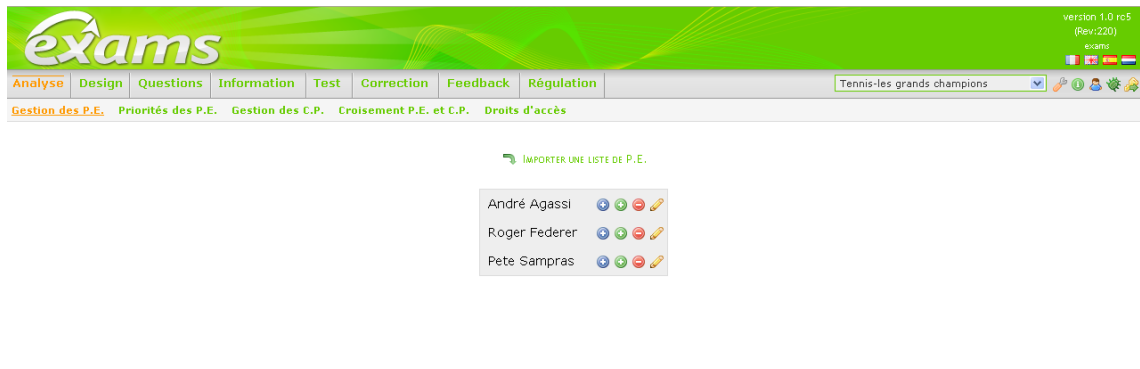 version 1.0 rc5
(Rev:220)
exams
exams
Analyse Design Questions Information Test Correction Feedback Régulation Tennis-les grands champions
Gestion des P.E. Priorités des P.E. Gestion des C.P. Croisement P.E. et C.P. Droits d'accès
Importer une liste de P.E.
André Agassi
Roger Federer
Pete Sampras